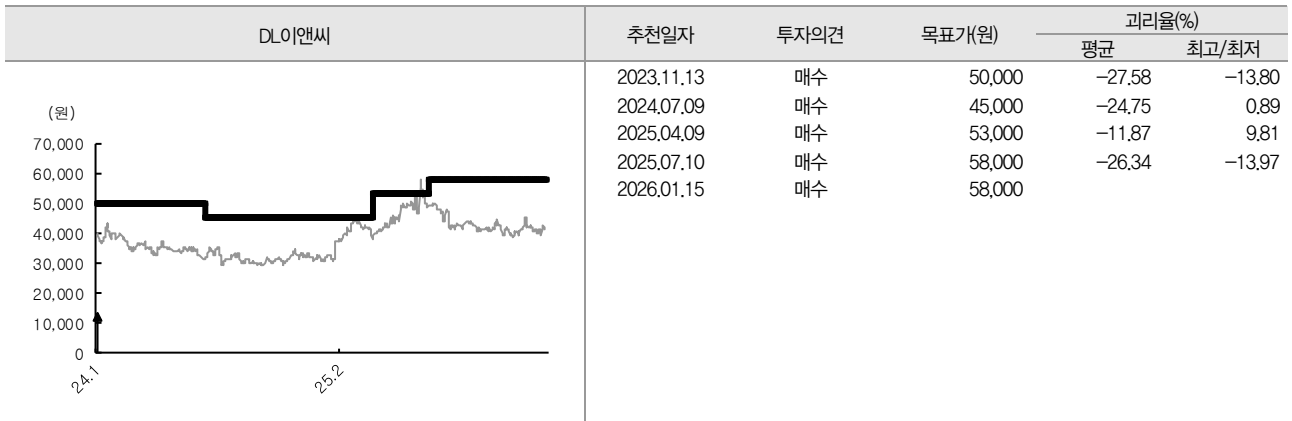 DL이앤씨
(원)
70,000
60,000
50,000
40,000
30,000
20,000
10,000
0
24.1
25.2
추천일자 투자의견 목표가(원) 괴리율(%)
평균 최고/최저
2023.11.13 매수 50,000 -27.58 -13.80
2024.07.09 매수 45,000 -24.75 0.89
2025.04.09 매수 53,000 -11.87 9.81
2025.07.10 매수 58,000 -26.34 -13.97
2026.01.15 매수 58,000